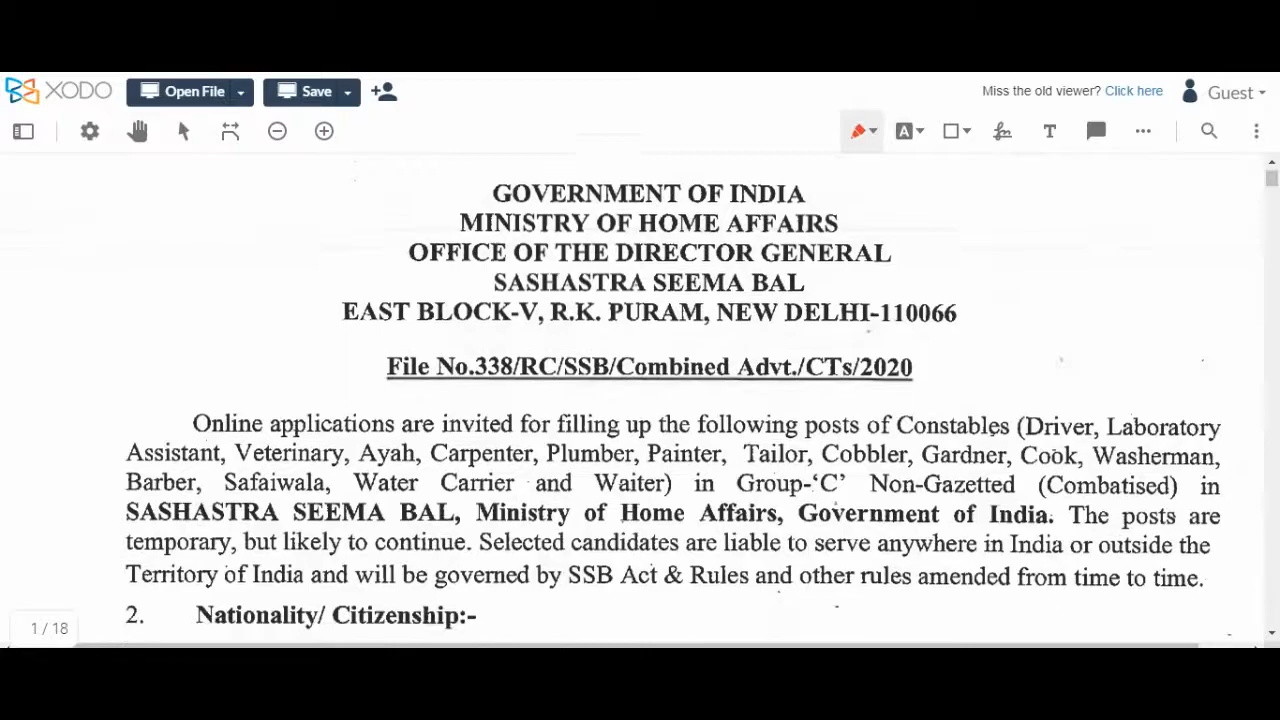 XODO Open File Save Miss the old viewer? Click here Guest
A T
GOVERNMENT OF INDIA
MINISTRY OF HOME AFFAIRS
OFFICE OF THE DIRECTOR GENERAL
SASHASTRA SEEMA BAL
EAST BLOCK-V, R.K. PURAM, NEW DELHI-110066
File No.338/RC/SSB/Combined Advt./CTs/2020
Online applications are invited for filling up the following posts of Constables (Driver, Laboratory
Assistant, Veterinary, Ayah, Carpenter, Plumber, Painter, Tailor, Cobbler, Gardner, Cook, Washerman,
Barber, Safaiwala, Water Carrier and Waiter) in Group-‘C’ Non-Gazetted (Combatised) in
SASHASTRA SEEMA BAL, Ministry of Home Affairs, Government of India. The posts are
temporary, but likely to continue. Selected candidates are liable to serve anywhere in India or outside the
Territory of India and will be governed by SSB Act & Rules and other rules amended from time to time.
2. Nationality/ Citizenship:-
1 / 18